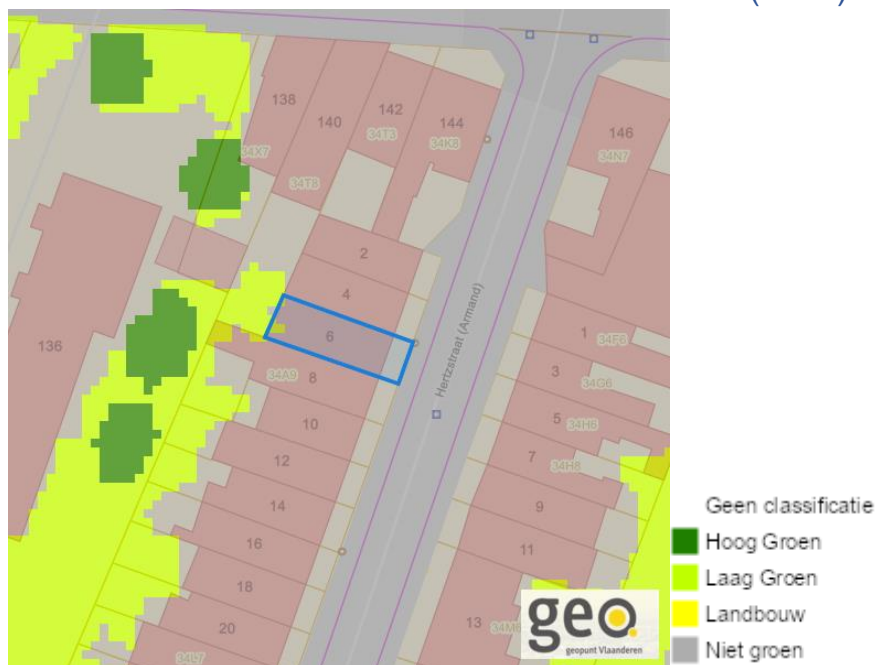 138
140
142
144
146
34X7
34T8
34T3
34K8
34N7
2
4
6
8
10
12
14
16
18
20
136
34A9
Hertzstraat (Armand)
1
34F6
3
34G6
5
34H6
7
34H8
9
11
13
geo
geopunt Vlaanderen
Geen classificatie
Hoog Groen
Laag Groen
Landbouw
Niet groen